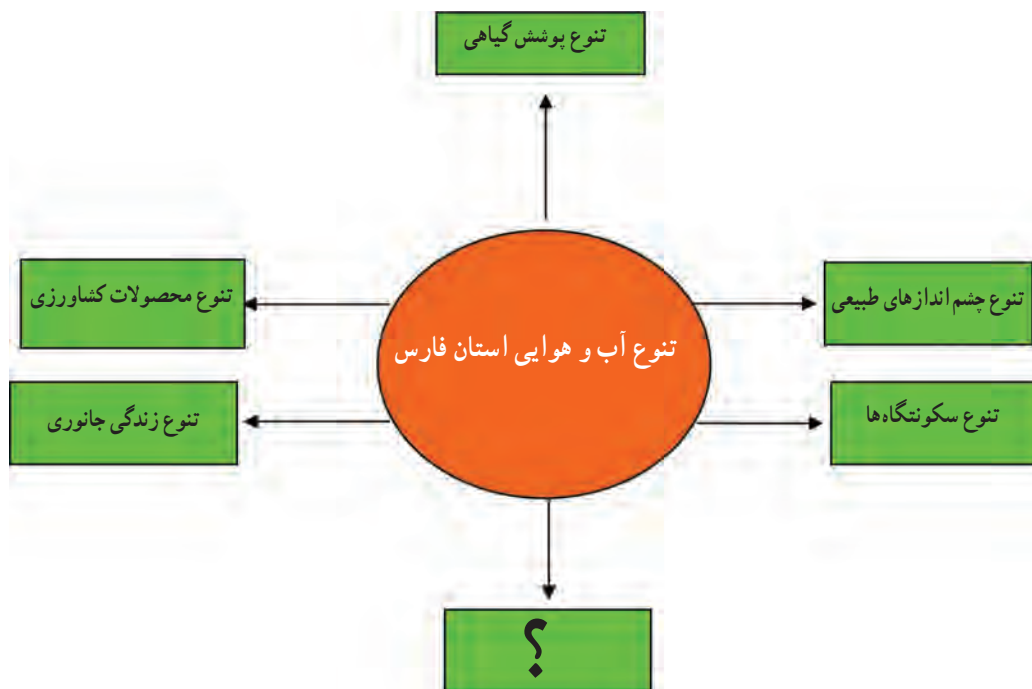 تنوع پوشش گیاهی
تنوع چشم اندازهای طبیعی
تنوع محصولات کشاورزی
تنوع آب و هوایی استان فارس
تنوع سکونتگاه‌ها
تنوع زندگی جانوری
؟